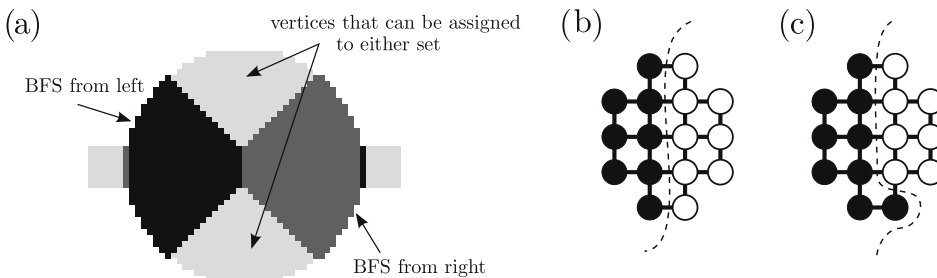 (a)
vertices that can be assigned
to either set
BFS from left
BFS from right
(b)
(c)